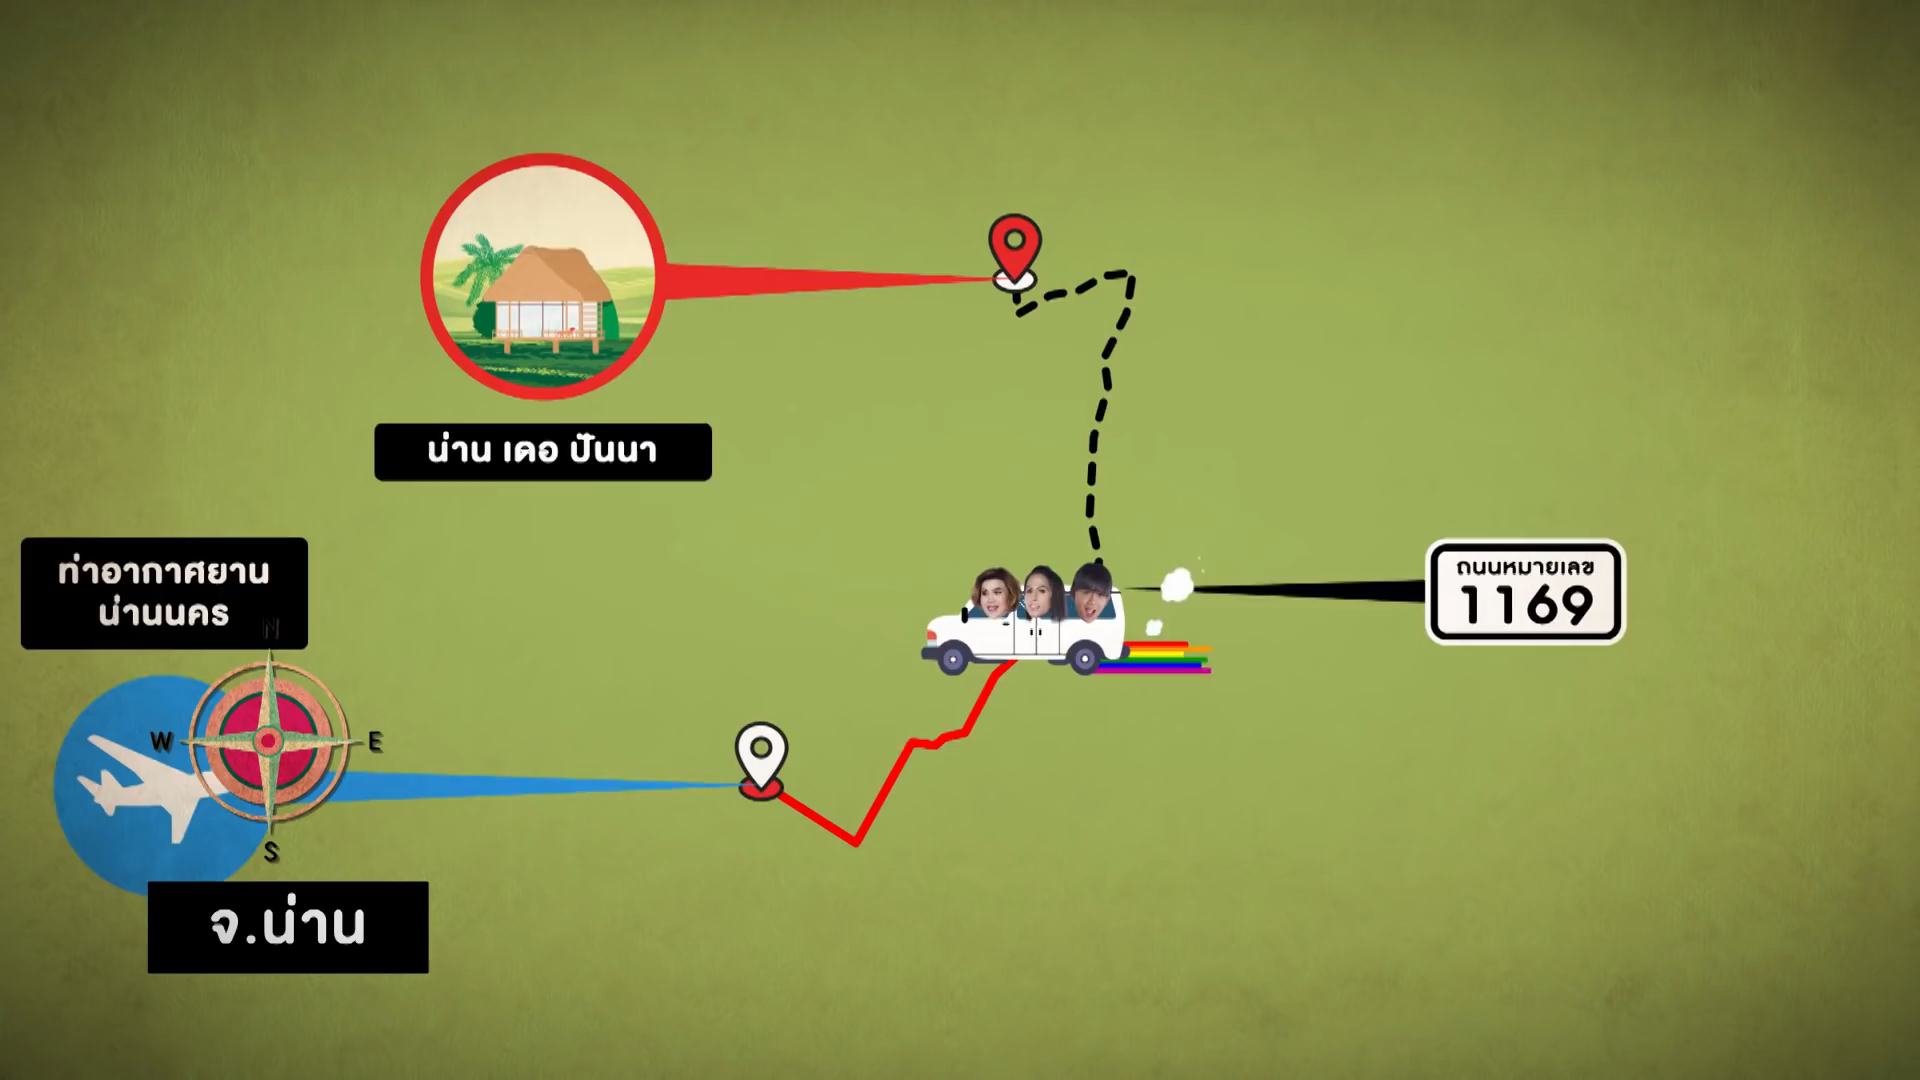 น่าน เดอ ปันนา
ท่าอากาศยาน
น่านนคร
ถนนหมายเลข
1169
N
W
E
S
จ.น่าน